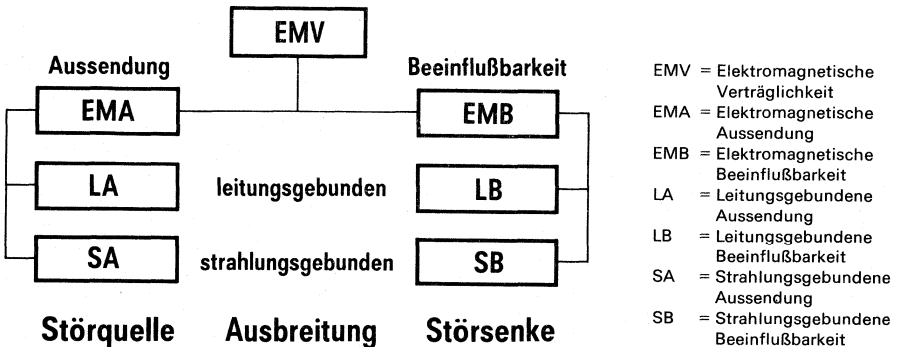 EMV
Aussendung
Beeinflußbarkeit
EMA
EMB
LA
leitungsgebunden
LB
SA
strahlungsgebunden
SB
Störquelle
Ausbreitung
Störsenke
EMV = Elektromagnetische
Verträglichkeit
EMA = Elektromagnetische
Aussendung
EMB = Elektromagnetische
Beeinflußbarkeit
LA = Leitungsgebundene
Aussendung
LB = Leitungsgebundene
Beeinflußbarkeit
SA = Strahlungsgebundene
Aussendung
SB = Strahlungsgebundene
Beeinflußbarkeit